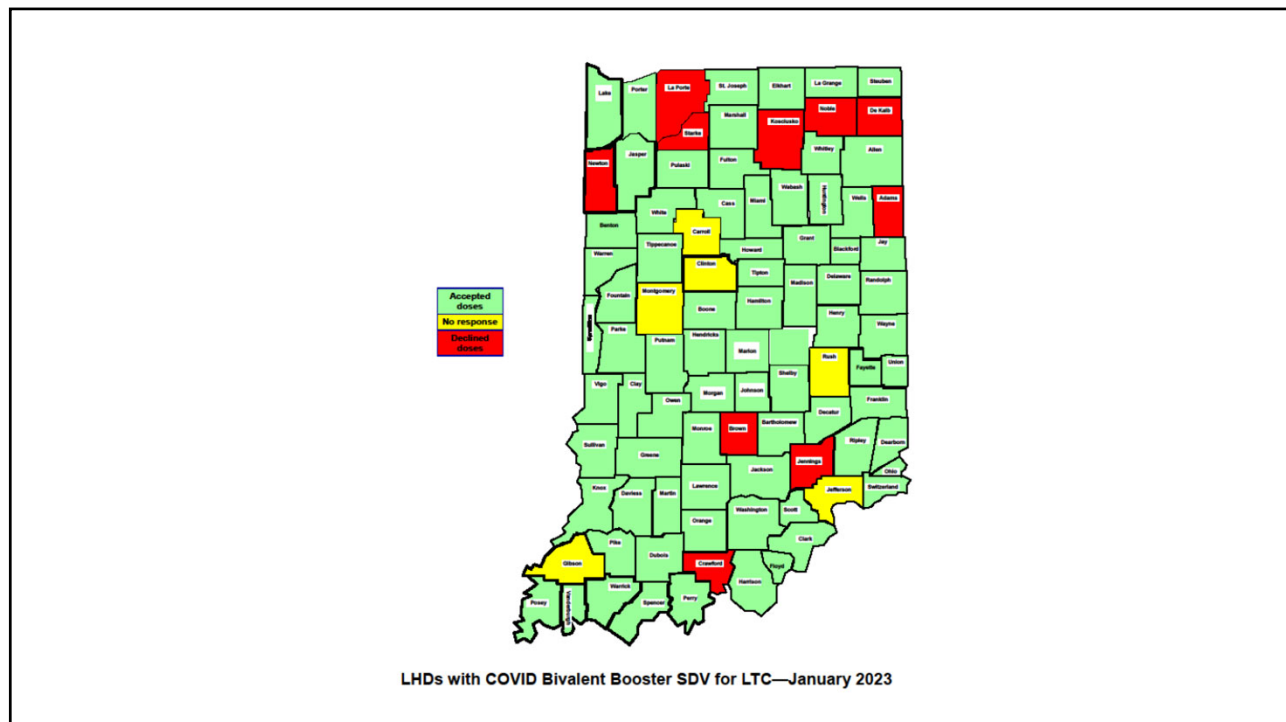 Lake
Porter
La Porte
St. Joseph
Elkhart
La Grange
Steuben
Noble
De Kalb
Starke
Marshall
Kosciusko
Newton
Jasper
Pulaski
Fulton
Whitley
Allen
White
Cass
Miami
Wabash
Huntington
Wells
Adams
Benton
Carroll
Tippecanoe
Howard
Grant
Blackford
Jay
Warren
Clinton
Tipton
Madison
Delaware
Randolph
Fountain
Montgomery
Boone
Hamilton
Henry
Wayne
Parke
Putnam
Hendricks
Marion
Rush
Fayette
Union
Vigo
Clay
Owen
Morgan
Johnson
Shelby
Franklin
Decatur
Sullivan
Greene
Monroe
Brown
Bartholomew
Jennings
Ripley
Dearborn
Ohio
Switzerland
Jefferson
Jackson
Lawrence
Knox
Daviess
Martin
Orange
Washington
Scott
Clark
Gibson
Pike
Dubois
Crawford
Harrison
Floyd
Posey
Vanderburgh
Warrick
Spencer
Perry
Accepted
doses
No response
Declined
doses
LHDs with COVID Bivalent Booster SDV for LTC—January 2023